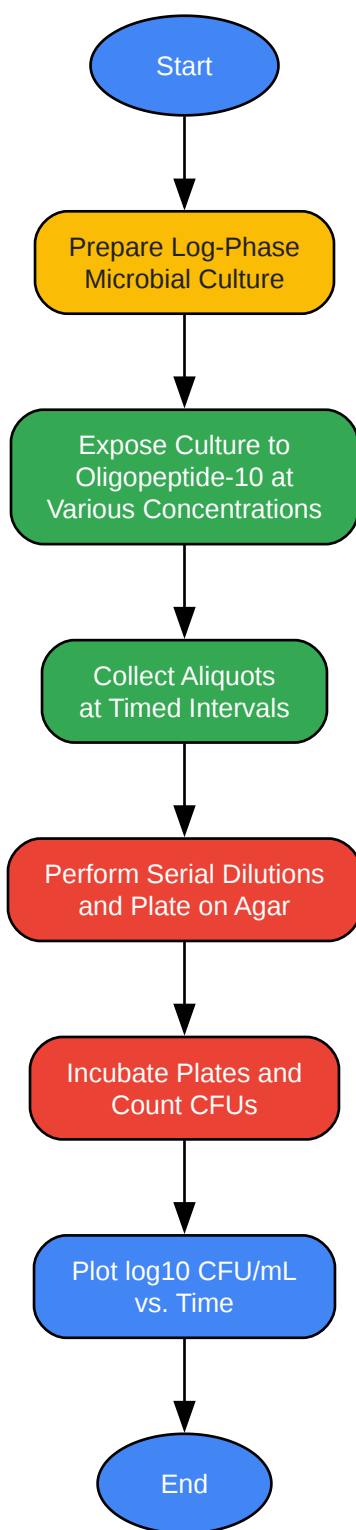 Start
Prepare Log-Phase
Microbial Culture
Expose Culture to
Oligopeptide-10 at
Various Concentrations
Collect Aliquots
at Timed Intervals
Perform Serial Dilutions
and Plate on Agar
Incubate Plates and
Count CFUs
Plot log10 CFU/mL
vs. Time
End